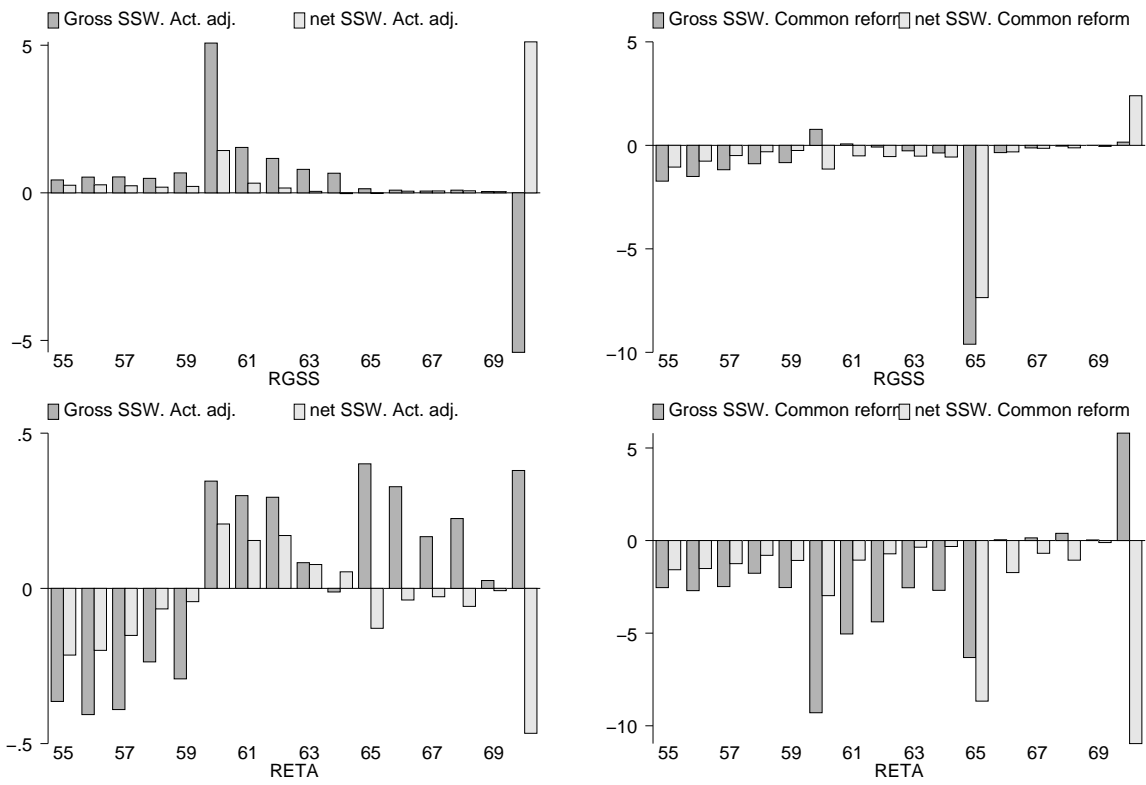 Gross SSW. Act. adj. net SSW. Act. adj.
5
0
−5
55 57 59 61 63 65 67 69
RGSS
Gross SSW. Common reform net SSW. Common reform
5
0
−5
−10
55 57 59 61 63 65 67 69
RGSS
Gross SSW. Act. adj. net SSW. Act. adj.
.5
0
−.5
55 57 59 61 63 65 67 69
RETA
Gross SSW. Common reform net SSW. Common reform
5
0
−5
−10
55 57 59 61 63 65 67 69
RETA